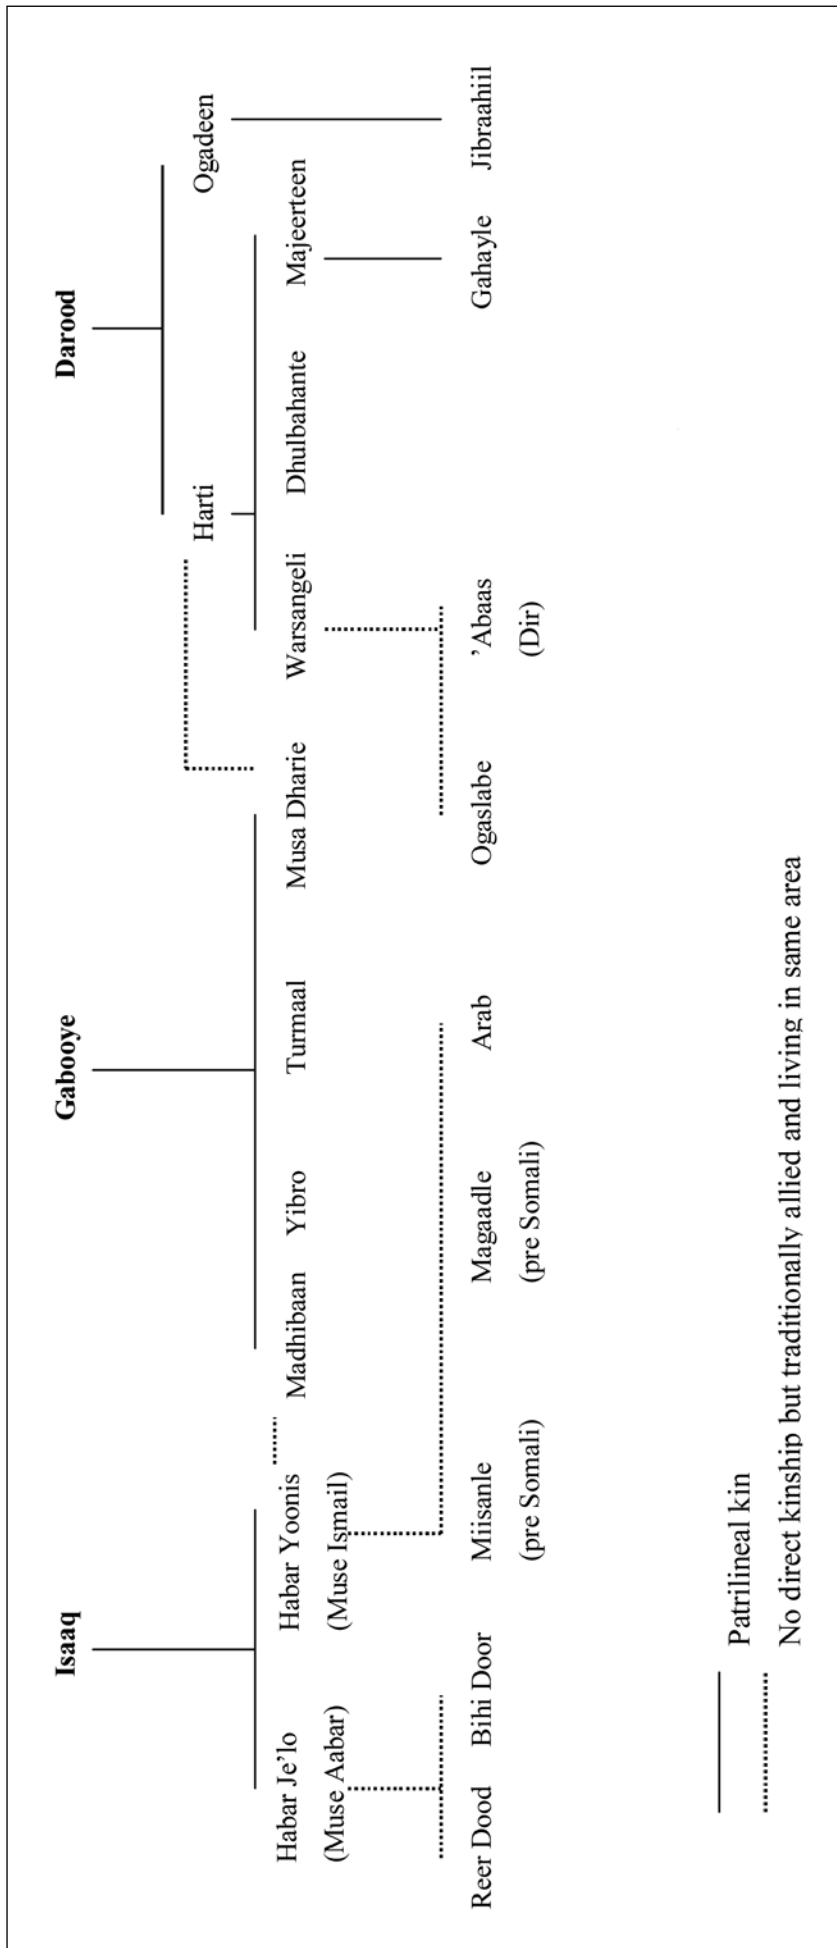 Isaaq
Gabooye
Darood
Harti
Ogadeen
Habar Je’lo
(Muse Aabar)
Habar Yoonis
(Muse Ismail)
Madhibaan
Yibro
Turmaal
Musa Dharie
Warsangeli
Dhulbahante
Majeerteen
Reer Dood
Bihi Door
Miisanle
(pre Somali)
Magaadle
(pre Somali)
Arab
Ogaslabe
’Abaas
(Dir)
Gahayle
Jibraahiil
Patrilineal kin
No direct kinship but traditionally allied and living in same area